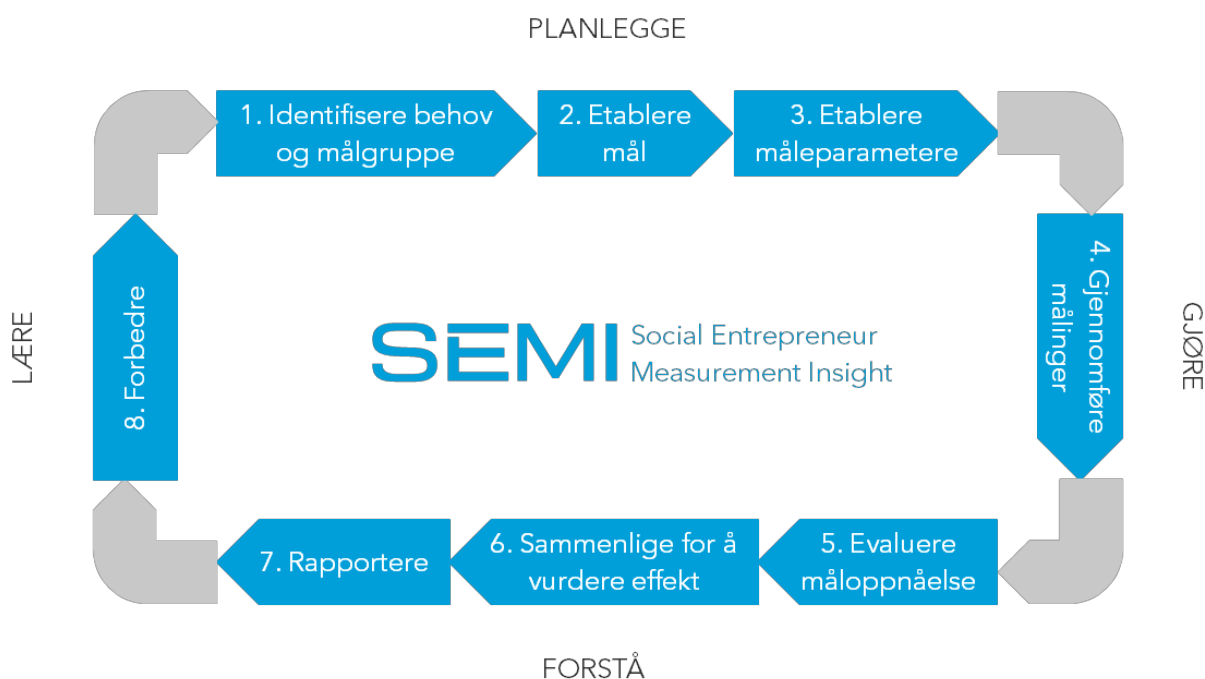 PLANLEGGE
1. Identifisere behov
og målgruppe
2. Etablere
mål
3. Etablere
måleparametere
4. Gjennomføre
målinger
GJØRE
5. Evaluere
måloppnåelse
6. Sammenlige for å
vurdere effekt
7. Rapportere
FORSTÅ
8. Forbedre
LÆRE
SEMI
Social Entrepreneur
Measurement Insight